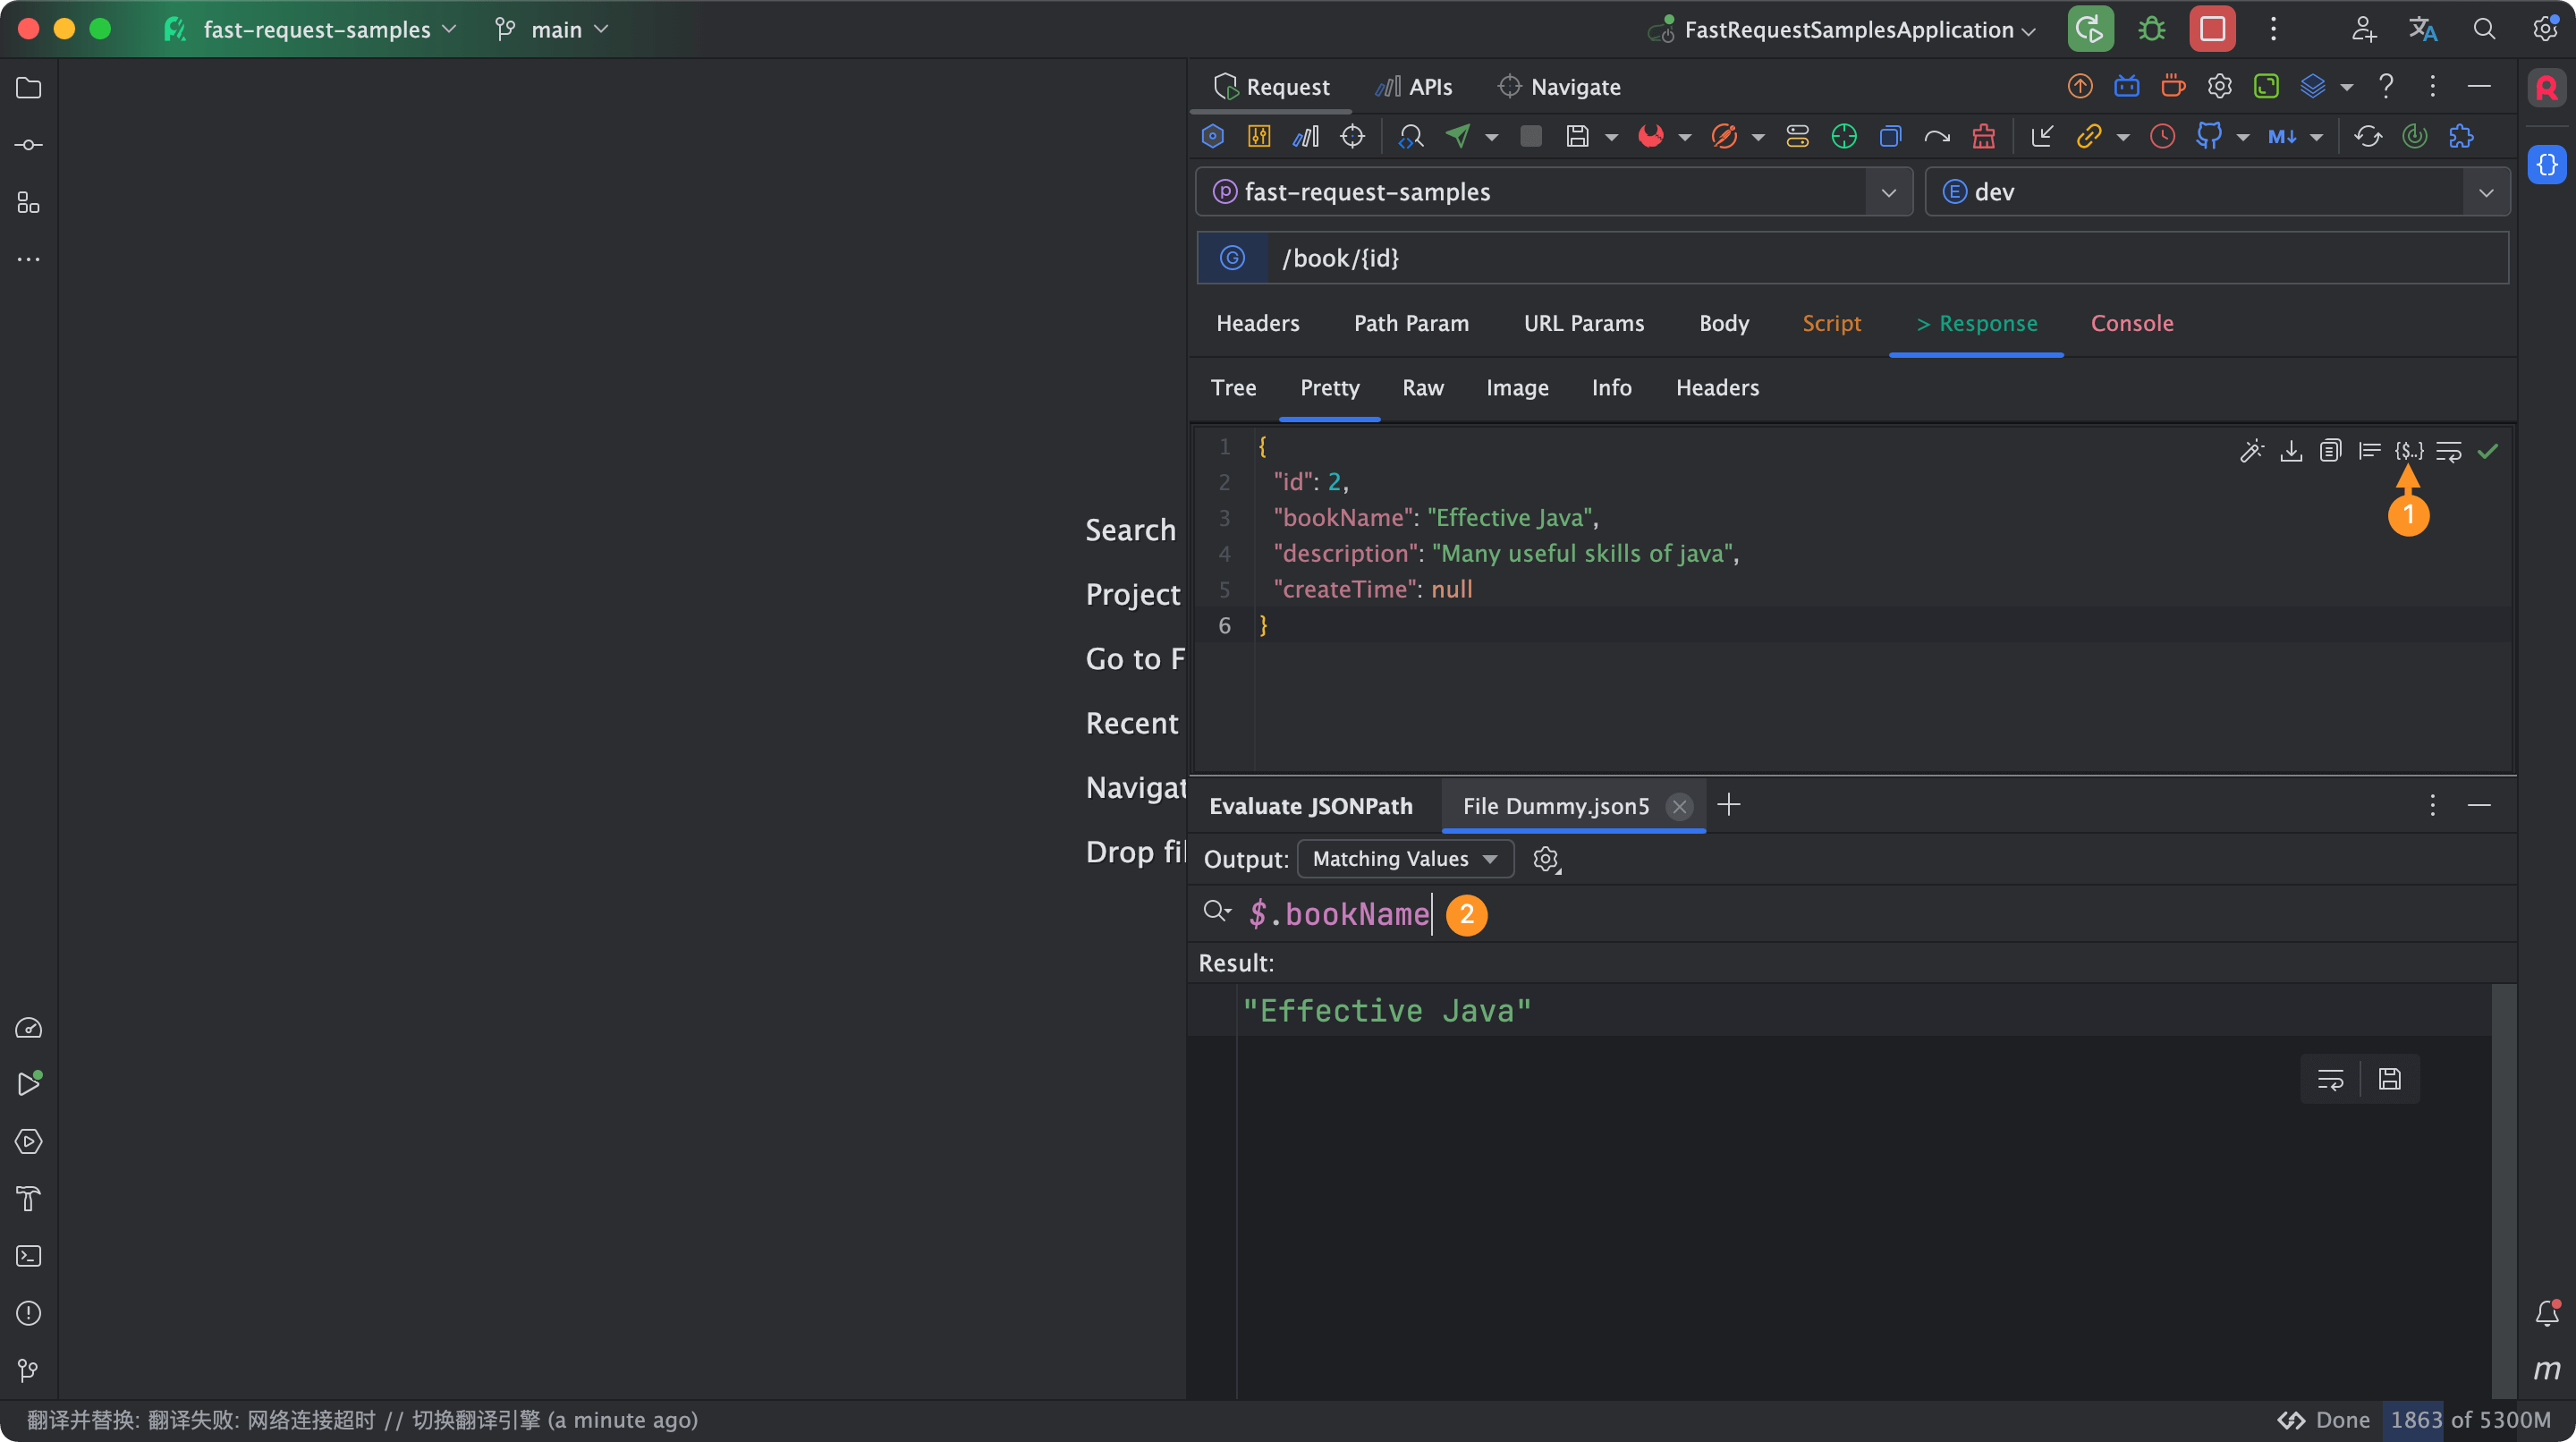 fast-request-samples main FastRequestSamplesApplication
Request APIs Navigate
M↓
fast-request-samples dev
G /book/{id}
Headers Path Param URL Params Body Script > Response Console
Tree Pretty Raw Image Info Headers
1 {
2 "id": 2,
3 "bookName": "Effective Java",
4 "description": "Many useful skills of java",
5 "createTime": null
6 }
{$..}
1
Search
Project
Go to F
Recent
Navigat
Drop fil
Evaluate JSONPath File Dummy.json5
Output: Matching Values
$.bookName 2
Result:
"Effective Java"
m
翻译并替换: 翻译失败: 网络连接超时 // 切换翻译引擎 (a minute ago) Done 1863 of 5300M